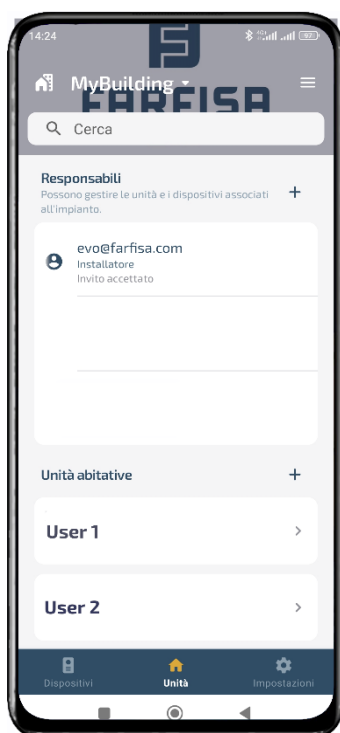 14:24
MyBuilding
FARFISA
Cerca
Responsabili
Possono gestire le unità e i dispositivi associati
all'impianto.
evo@farfisa.com
Installatore
Invito accettato
Unità abitative
User 1
User 2
Dispositivi
Unità
Impostazioni